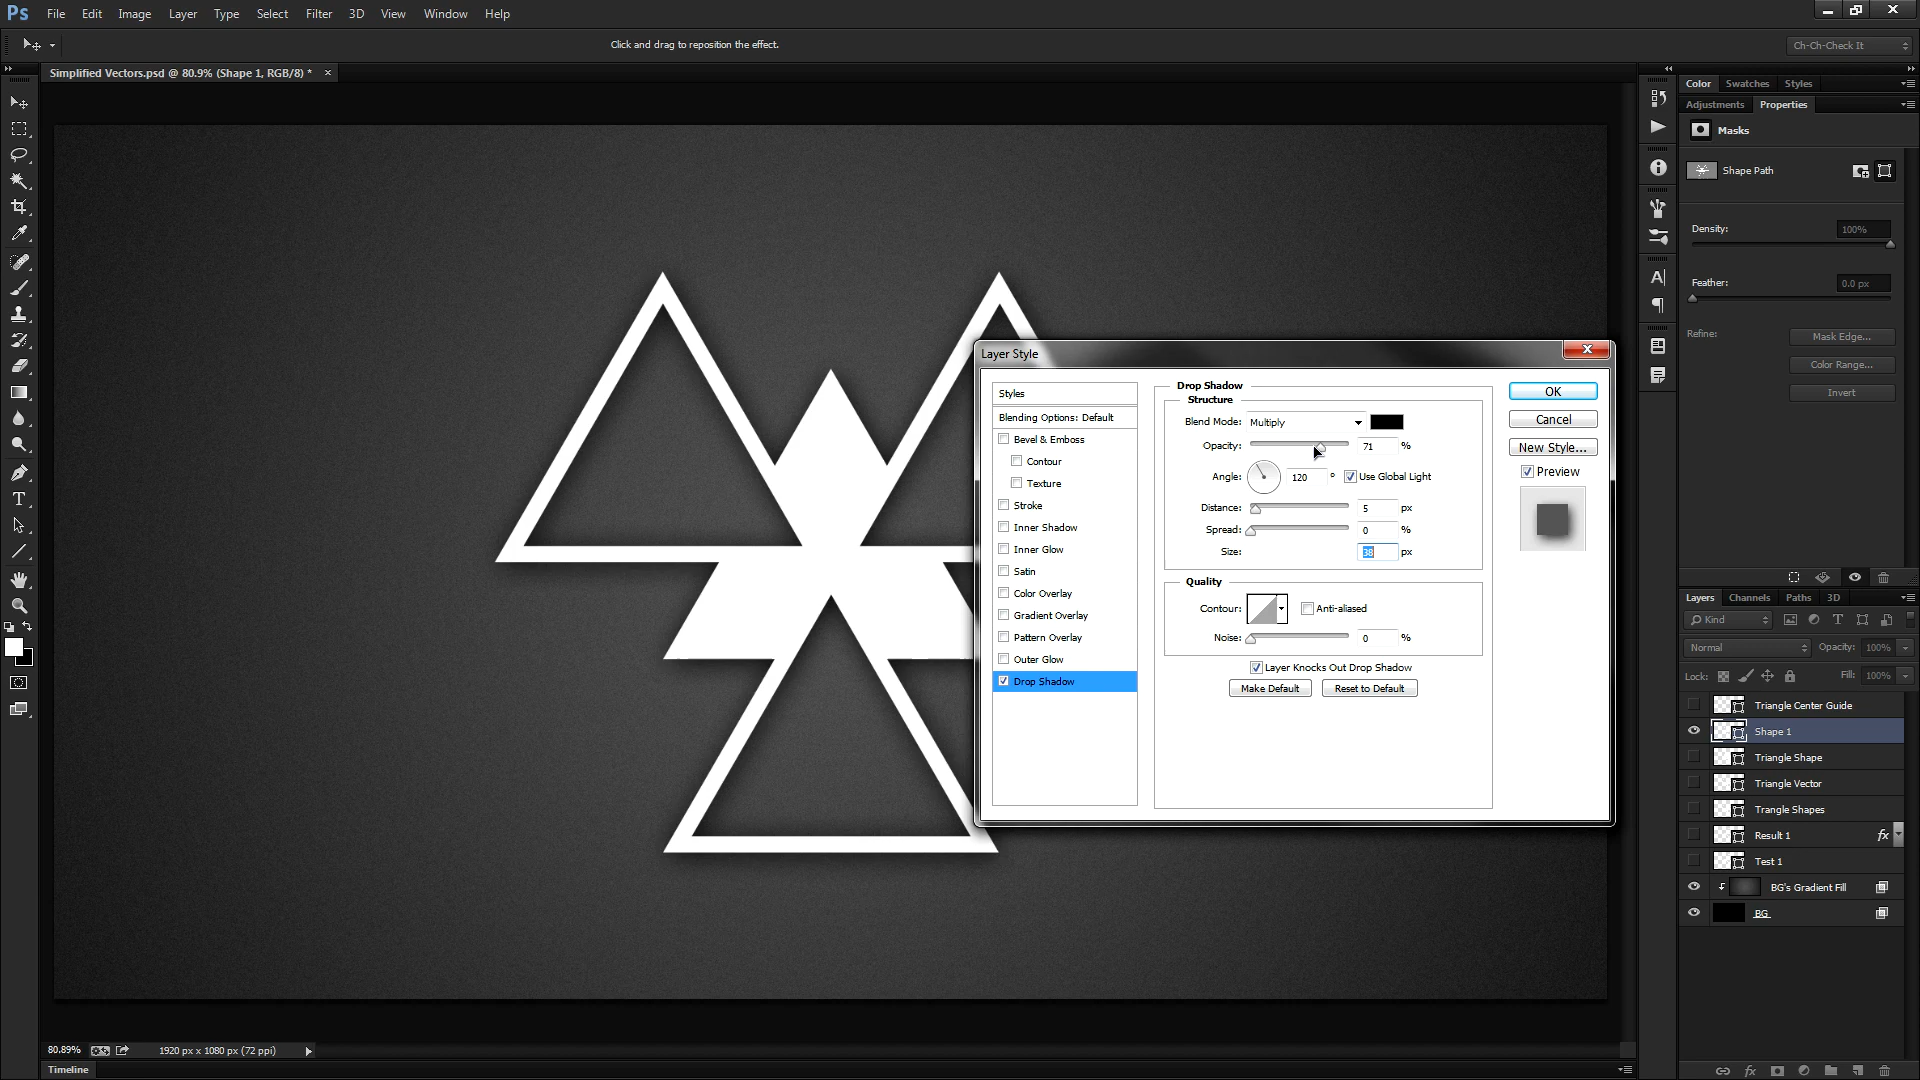 Ps File Edit Image Layer Type Select Filter 3D View Window Help
Click and drag to reposition the effect.
Ch-Ch-Check It
Simplified Vectors.psd @ 80.9% (Shape 1, RGB/8) * ×
Color Swatches Styles
Adjustments Properties
Masks
Shape Path
Density: 100%
Feather: 0.0 px
Refine: Mask Edge...
Color Range...
Invert
Layer Style
Styles
Blending Options: Default
Bevel & Emboss
Contour
Texture
Stroke
Inner Shadow
Inner Glow
Satin
Color Overlay
Gradient Overlay
Pattern Overlay
Outer Glow
Drop Shadow
Drop Shadow
Structure
Blend Mode: Multiply
Opacity: 71 %
Angle: 120 ° Use Global Light
Distance: 5 px
Spread: 0 %
Size: 38 px
Quality
Contour: Anti-aliased
Noise: 0 %
Layer Knocks Out Drop Shadow
Make Default Reset to Default
OK
Cancel
New Style...
Preview
Layers Channels Paths 3D
Kind
Normal Opacity: 100%
Lock: Fill: 100%
Triangle Center Guide
Shape 1
Triangle Shape
Triangle Vector
Trangle Shapes
Result 1 fx
Test 1
BG's Gradient Fill
BG
80.89% 1920 px x 1080 px (72 ppi)
Timeline
fx